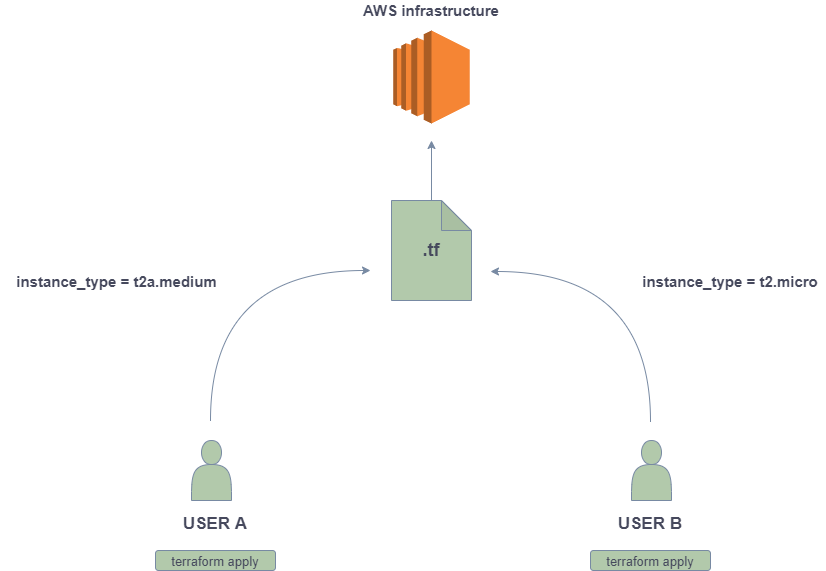 AWS infrastructure
.tf
instance_type = t2a.medium
instance_type = t2.micro
USER A
USER B
terraform apply
terraform apply